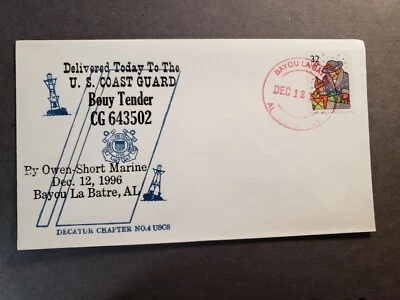 Delivered Today To The
U. S. COAST GUARD
Bouy Tender
CG 643502
By Owen-Short Marine
Dec. 12, 1996
Bayou La Batre, AL
DECATUR CHAPTER NO.4 USCS
BAYOU LA BA
DEC 12
AL
32